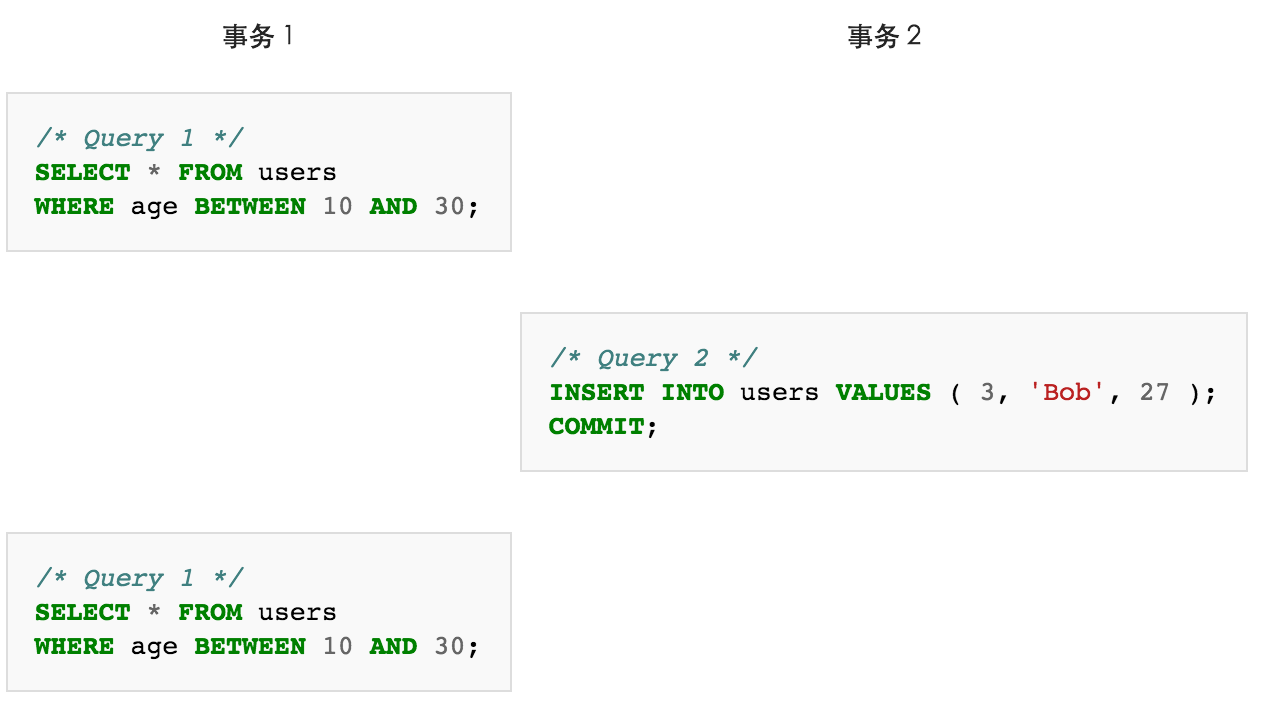 事务 1
事务 2
/* Query 1 */
SELECT * FROM users
WHERE age BETWEEN 10 AND 30;
/* Query 2 */
INSERT INTO users VALUES ( 3, 'Bob', 27 );
COMMIT;
/* Query 1 */
SELECT * FROM users
WHERE age BETWEEN 10 AND 30;